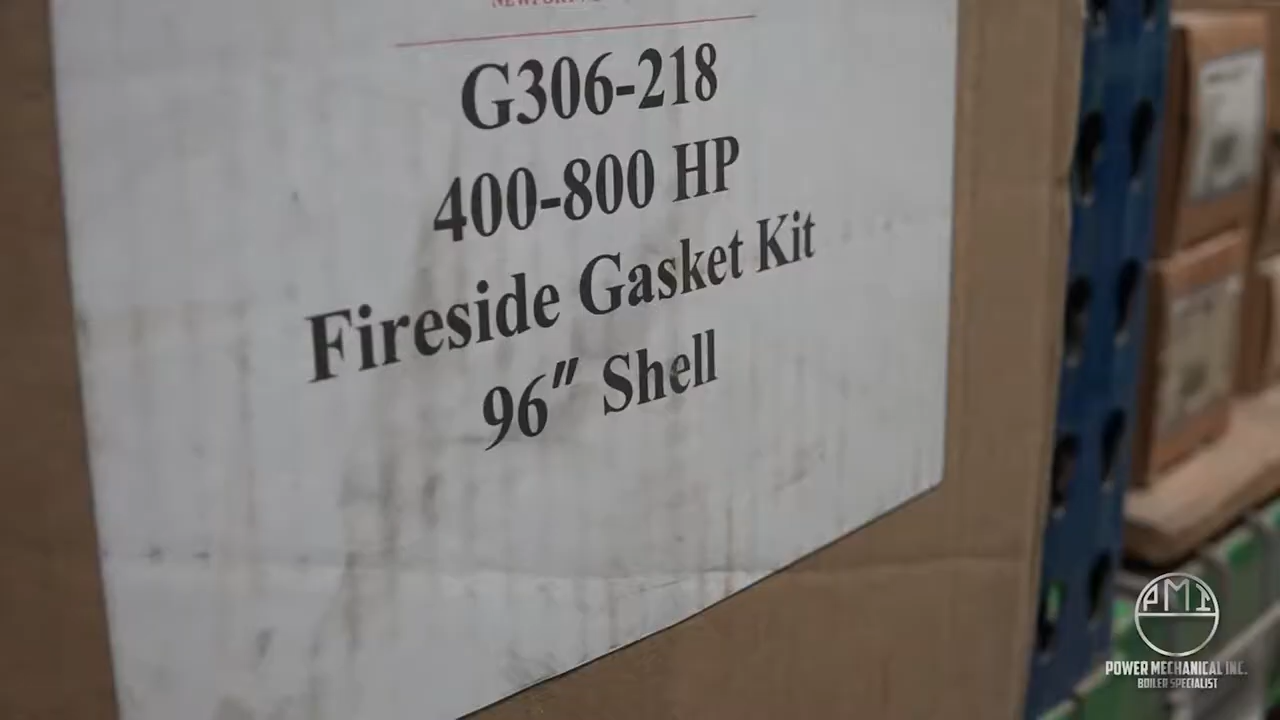 G306-218
400-800 HP
Fireside Gasket Kit
96" Shell
PMI
POWER MECHANICAL INC.
BOILER SPECIALIST